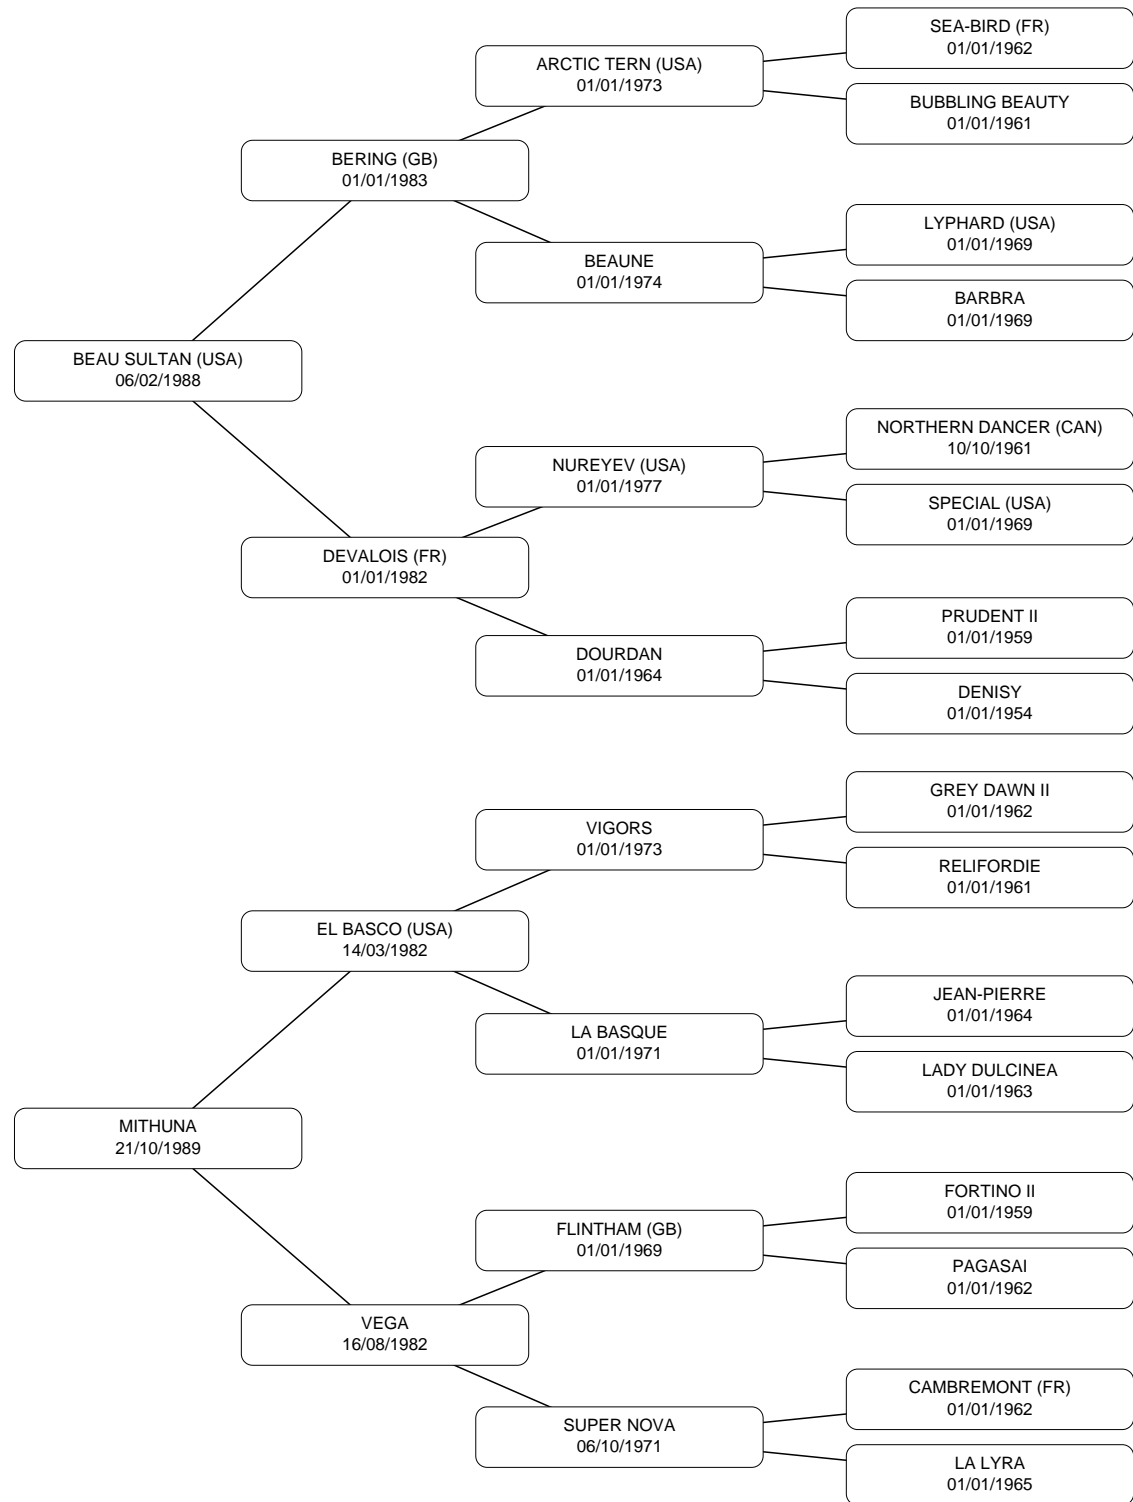 SEA-BIRD (FR)
01/01/1962
ARCTIC TERN (USA)
01/01/1973
BUBBLING BEAUTY
01/01/1961
BERING (GB)
01/01/1983
LYPHARD (USA)
01/01/1969
BEAUNE
01/01/1974
BARBRA
01/01/1969
BEAU SULTAN (USA)
06/02/1988
NORTHERN DANCER (CAN)
10/10/1961
NUREYEV (USA)
01/01/1977
SPECIAL (USA)
01/01/1969
DEVALOIS (FR)
01/01/1982
PRUDENT II
01/01/1959
DOURDAN
01/01/1964
DENISY
01/01/1954
GREY DAWN II
01/01/1962
VIGORS
01/01/1973
RELIFORDIE
01/01/1961
EL BASCO (USA)
14/03/1982
JEAN-PIERRE
01/01/1964
LA BASQUE
01/01/1971
LADY DULCINEA
01/01/1963
MITHUNA
21/10/1989
FORTINO II
01/01/1959
FLINTHAM (GB)
01/01/1969
PAGASAI
01/01/1962
VEGA
16/08/1982
CAMBREMONT (FR)
01/01/1962
SUPER NOVA
06/10/1971
LA LYRA
01/01/1965